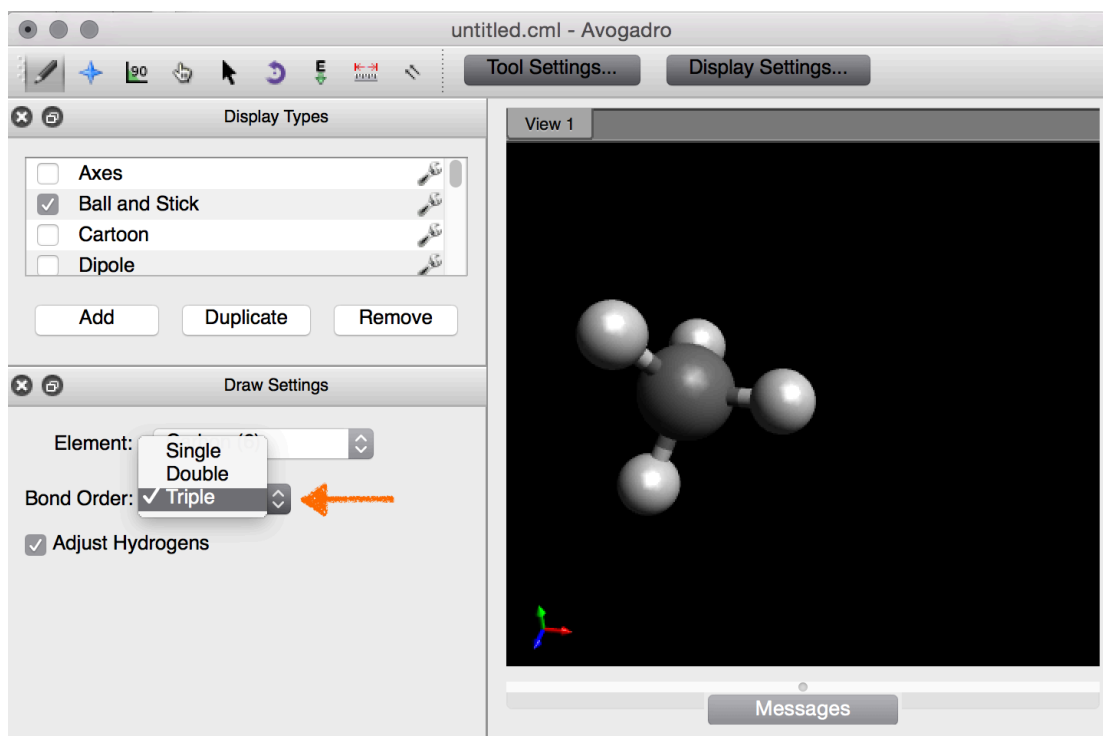 untitled.cml - Avogadro
90
E
Tool Settings...
Display Settings...
Display Types
View 1
Axes
Ball and Stick
Cartoon
Dipole
Add
Duplicate
Remove
Draw Settings
Element:
Single
Double
Bond Order: ✓ Triple
Adjust Hydrogens
Messages